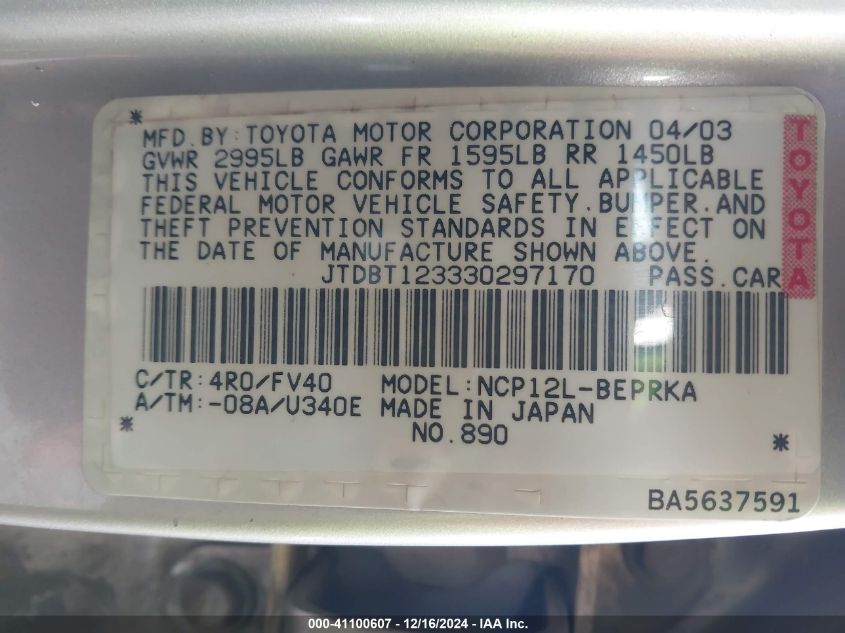 *
MFD.BY:TOYOTA MOTOR CORPORATION 04/03
GVWR 2995LB GAWR FR 1595LB RR 1450LB
THIS VEHICLE CONFORMS TO ALL APPLICABLE
FEDERAL MOTOR VEHICLE SAFETY.BUMPER.AND
THEFT PREVENTION STANDARDS IN EFFECT ON
THE DATE OF MANUFACTURE SHOWN ABOVE.
JTDBT123330297170 PASS.CAR
TOYOTA
C/TR:4R0/FV40 MODEL:NCP12L-BEPRKA
A/TM:-08A/U340E MADE IN JAPAN
* NO.890 *
BA5637591
000-41100607 / 12/16/2024 - IAA Inc.